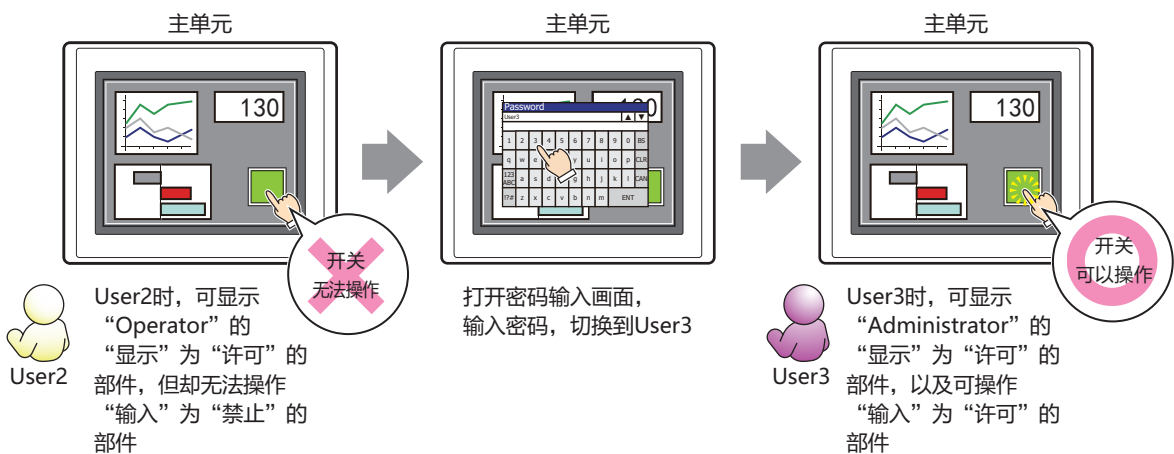 主单元
主单元
主单元
130
130
130
Password
User3
▲ ▼
1 2 3 4 5 6 7 8 9 0 BS
q w e y u i o p CLR
123 ABC a s d g h j k l CAN
!?# z x c v b n m ENT
开关
无法操作
开关
可以操作
User2
User2时，可显示
“Operator”的
“显示”为“许可”的
部件，但却无法操作
“输入”为“禁止”的
部件
打开密码输入画面，
输入密码，切换到User3
User3
User3时，可显示
“Administrator”的
“显示”为“许可”的
部件，以及可操作
“输入”为“许可”的
部件